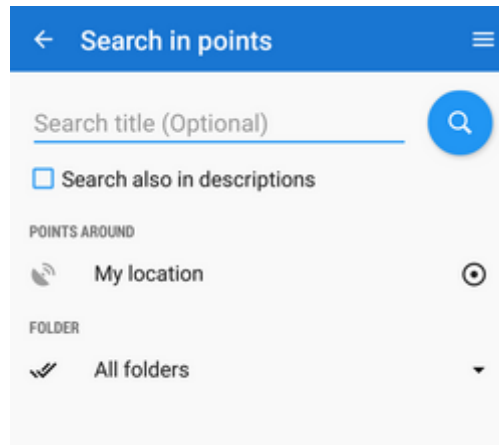 Search in points
Search title (Optional)
Search also in descriptions
POINTS AROUND
My location
FOLDER
All folders